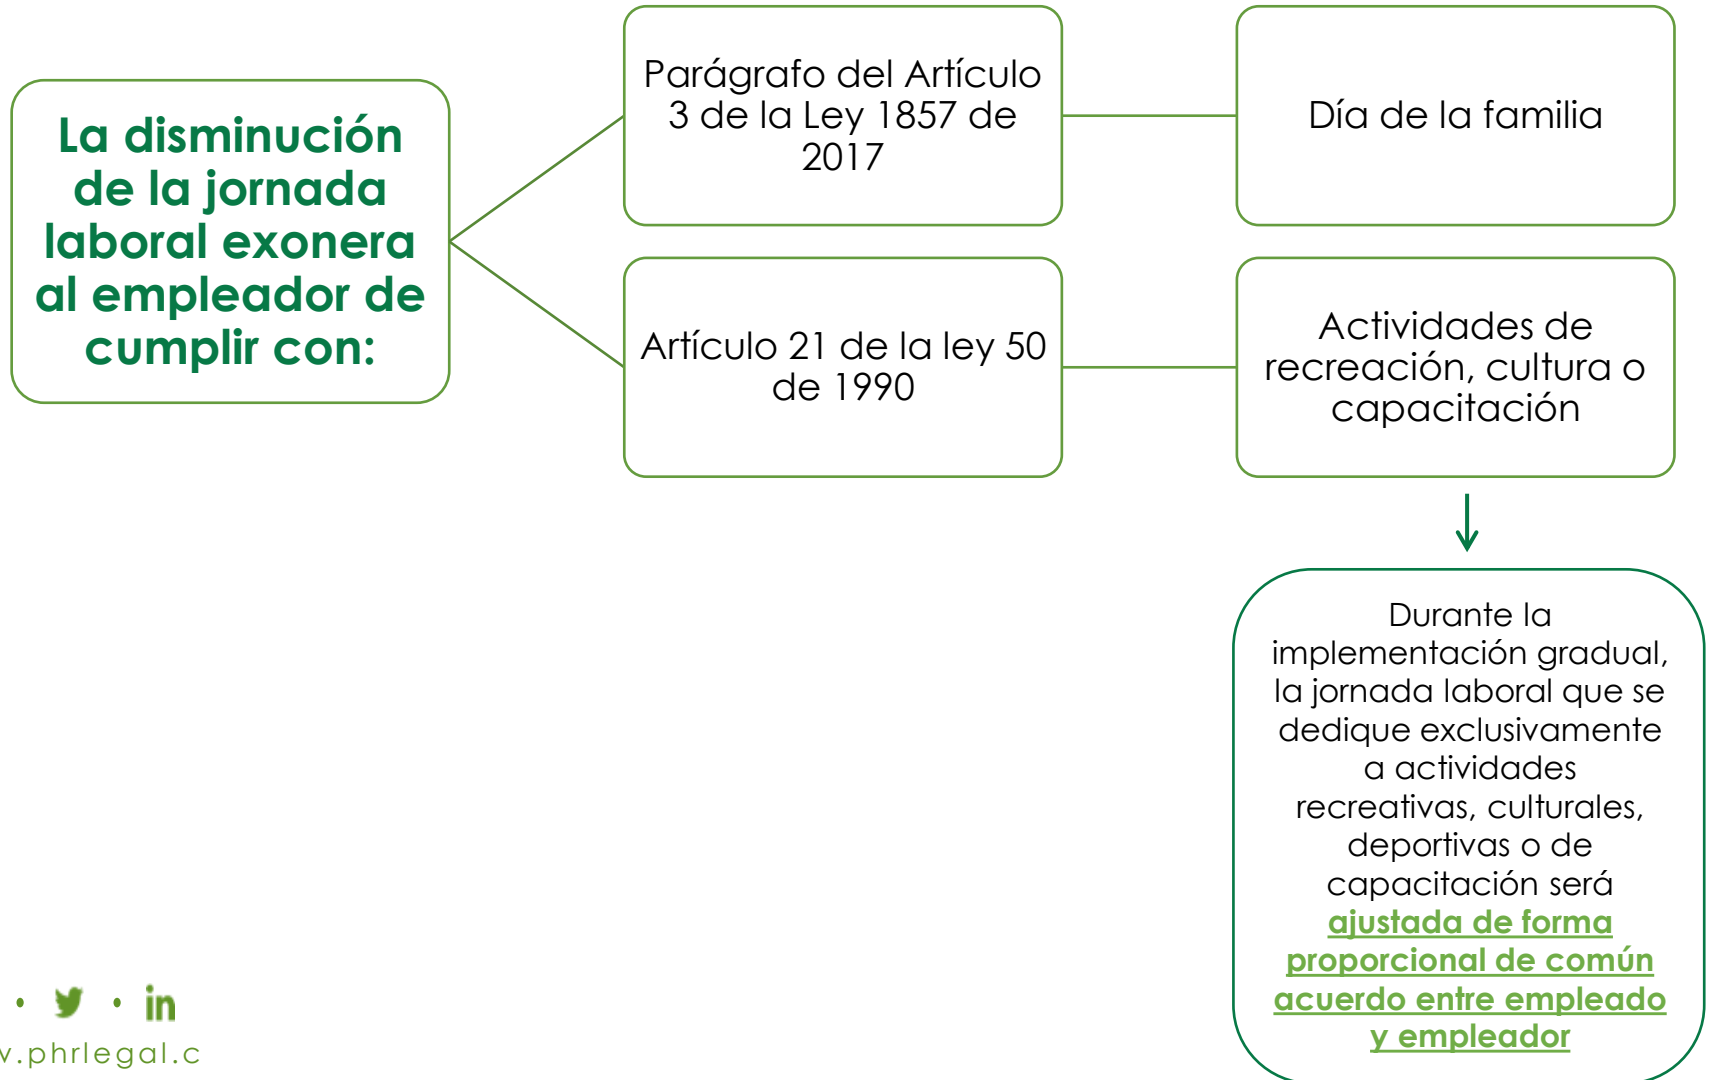 La disminución
de la jornada
laboral exonera
al empleador de
cumplir con:
Parágrafo del Artículo
3 de la Ley 1857 de
2017
Día de la familia
Artículo 21 de la ley 50
de 1990
Actividades de
recreación, cultura o
capacitación
Durante la
implementación gradual,
la jornada laboral que se
dedique exclusivamente
a actividades
recreativas, culturales,
deportivas o de
capacitación será
ajustada de forma
proporcional de común
acuerdo entre empleado
y empleador
· · in
w.phrlegal.c